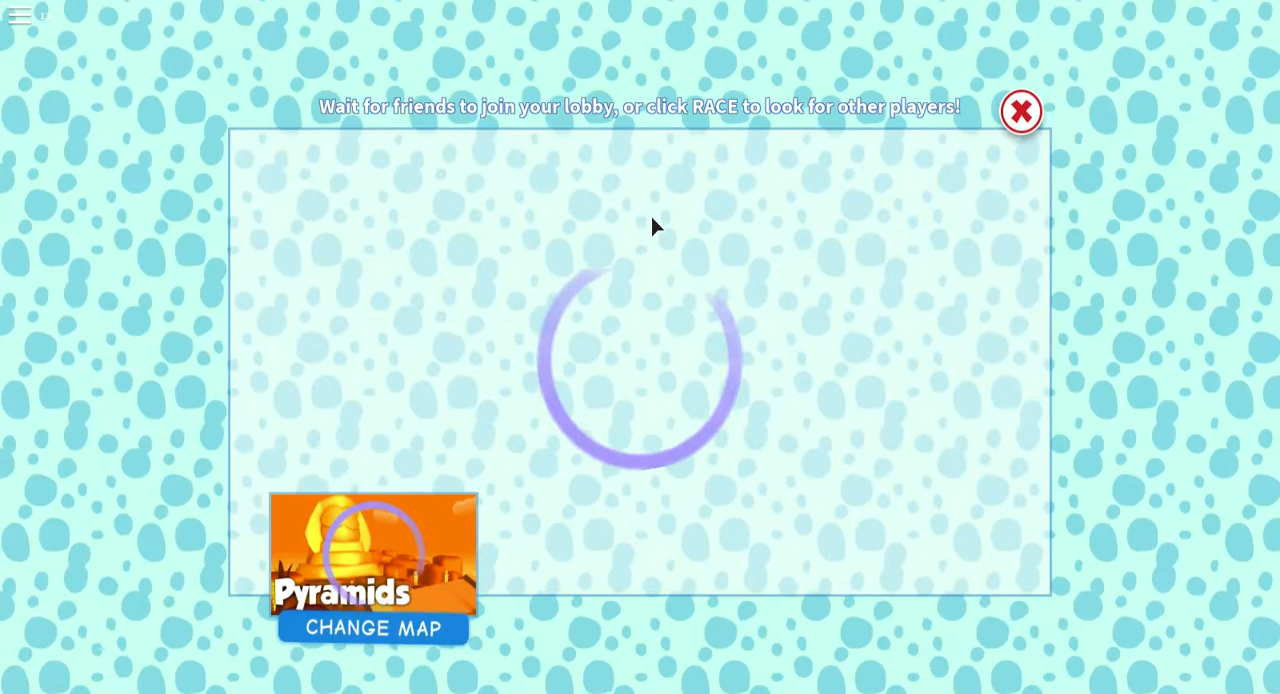 Wait for friends to join your lobby, or click RACE to look for other players!
Pyramids
CHANGE MAP